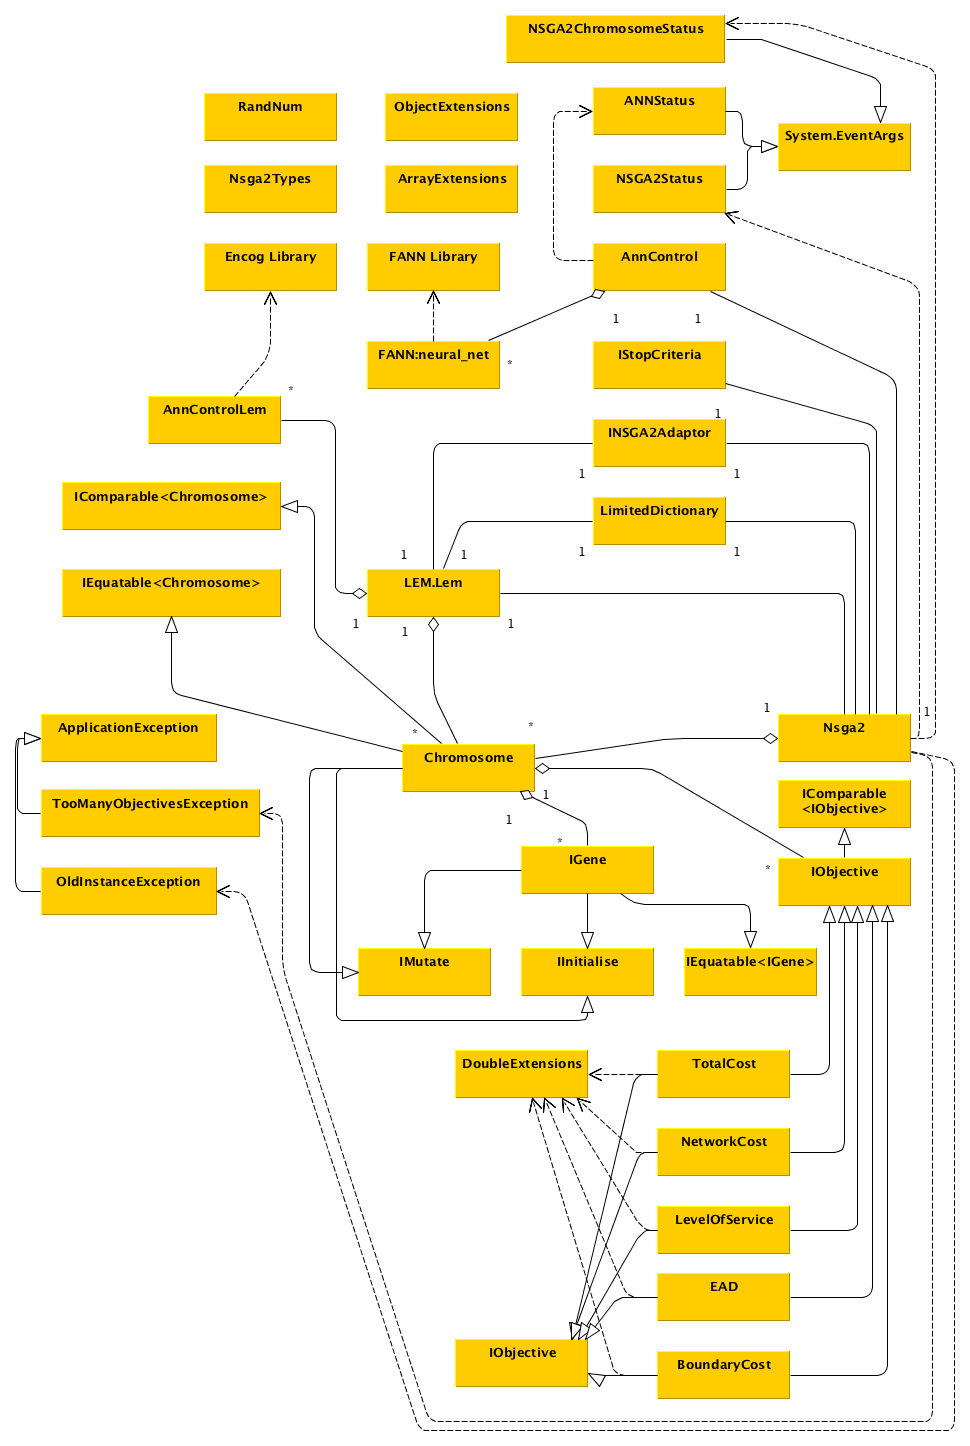 NSGA2ChromosomeStatus
RandNum
ObjectExtensions
ANNStatus
System.EventArgs
Nsga2Types
ArrayExtensions
NSGA2Status
Encog Library
FANN Library
AnnControl
1
1
FANN:neural_net
*
IStopCriteria
*
AnnControlLem
1
INSGA2Adaptor
1
1
IComparable<Chromosome>
LimitedDictionary
1
1
1
1
IEquatable<Chromosome>
LEM.Lem
1
1
1
ApplicationException
*
*
1
1
Nsga2
Chromosome
TooManyObjectivesException
1
1
IComparable
<IObjective>
*
OldInstanceException
IGene
*
IObjective
IMutate
IInitialise
IEquatable<IGene>
DoubleExtensions
TotalCost
NetworkCost
LevelOfService
EAD
IObjective
BoundaryCost